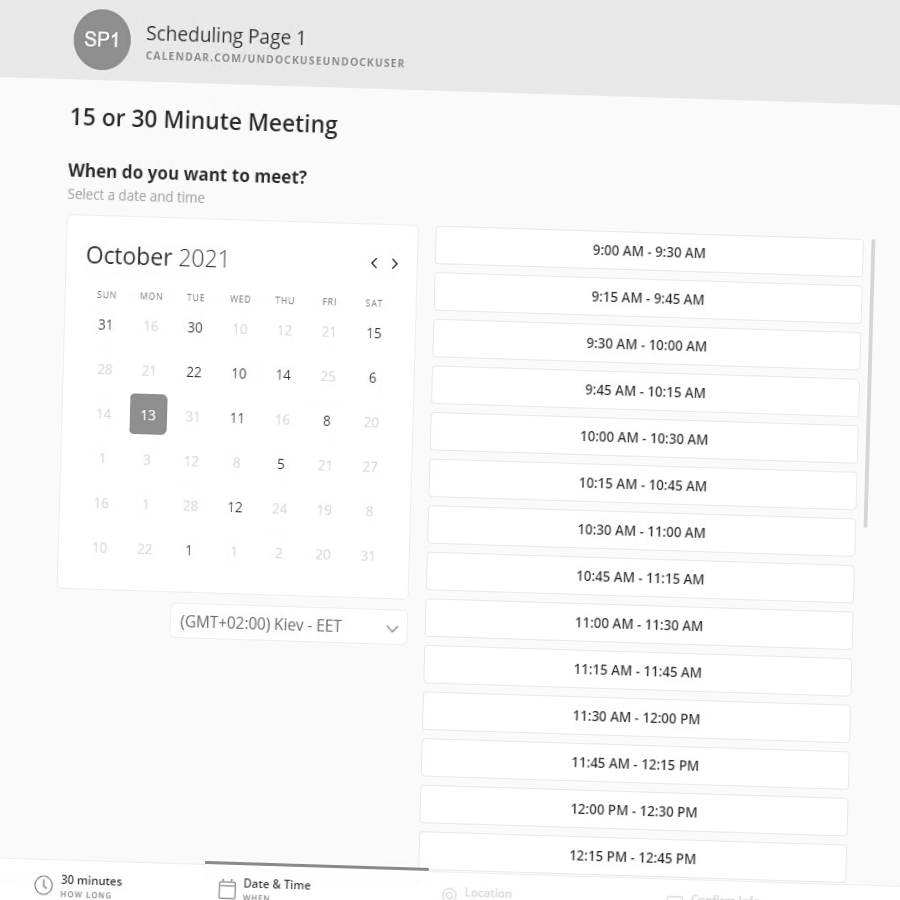 SP1
Scheduling Page 1
CALENDAR.COM/UNDOCKUSEUNDOCKUSER
15 or 30 Minute Meeting
When do you want to meet?
Select a date and time
October 2021
SUN MON TUE WED THU FRI SAT
31 16 30 10 12 21 15
28 21 22 10 14 25 6
14 13 31 11 16 8 20
1 3 12 8 5 21 27
16 1 28 12 24 19 8
10 22 1 1 2 20 31
(GMT+02:00) Kiev - EET
9:00 AM - 9:30 AM
9:15 AM - 9:45 AM
9:30 AM - 10:00 AM
9:45 AM - 10:15 AM
10:00 AM - 10:30 AM
10:15 AM - 10:45 AM
10:30 AM - 11:00 AM
10:45 AM - 11:15 AM
11:00 AM - 11:30 AM
11:15 AM - 11:45 AM
11:30 AM - 12:00 PM
11:45 AM - 12:15 PM
12:00 PM - 12:30 PM
12:15 PM - 12:45 PM
30 minutes
HOW LONG
Date & Time
WHEN
Location
Confirm Info